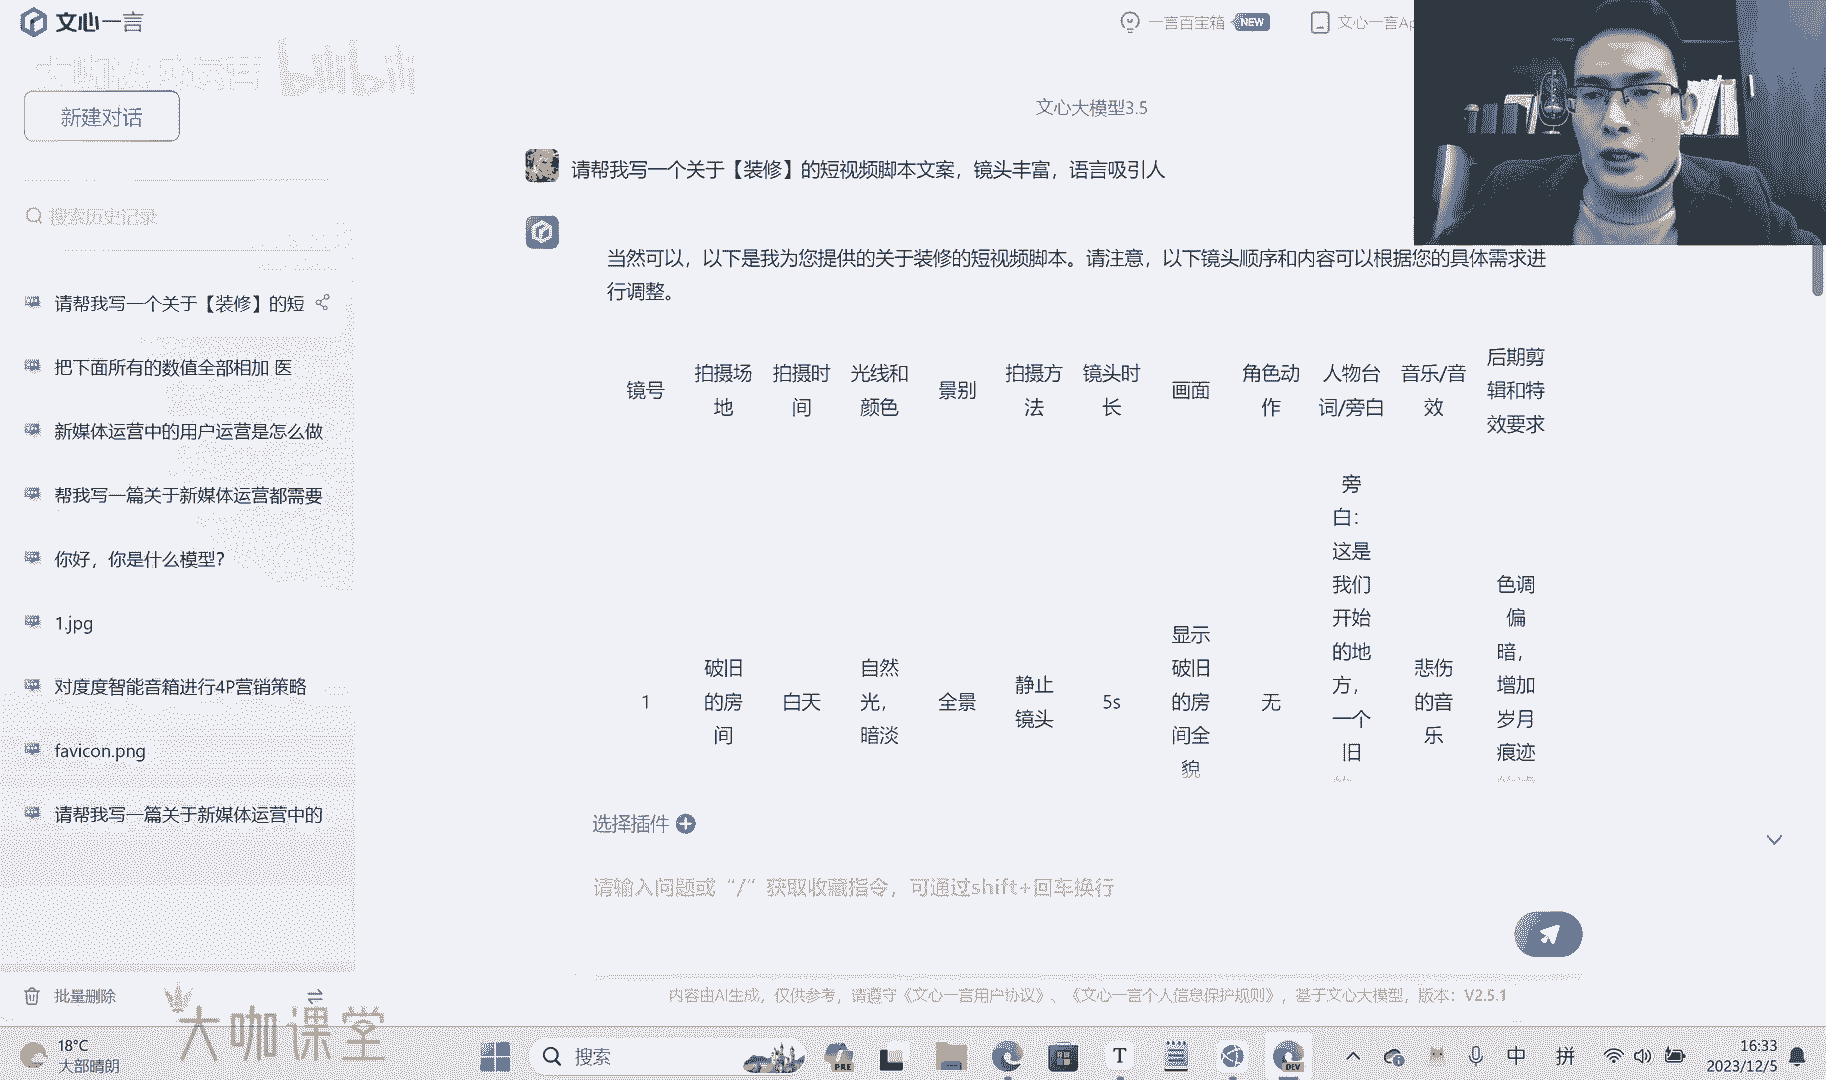 文心一言
一言百宝箱 NEW
文心一言Ap
bilibili
新建对话
文心大模型3.5
搜索历史记录
请帮我写一个关于【装修】的短
把下面所有的数值全部相加 医
新媒体运营中的用户运营是怎么做
帮我写一篇关于新媒体运营都需要
你好，你是什么模型？
1.jpg
对度度智能音箱进行4P营销策略
favicon.png
请帮我写一篇关于新媒体运营中的
批量删除
请帮我写一个关于【装修】的短视频脚本文案，镜头丰富，语言吸引人
当然可以，以下是我为您提供的关于装修的短视频脚本。请注意，以下镜头顺序和内容可以根据您的具体需求进
行调整。
镜号 拍摄场地 拍摄时间 光线和颜色 景别 拍摄方法 镜头时长 画面 角色动作 人物台词/旁白 音乐/音效 后期剪辑和特效要求
1 破旧的房间 白天 自然光，暗淡 全景 静止镜头 5s 显示破旧的房间全貌 无 旁白：这是我们开始的地方，一个旧 悲伤的音乐 色调偏暗，增加岁月痕迹
选择插件
请输入问题或“/”获取收藏指令，可通过shift+回车换行
内容由AI生成，仅供参考，请遵守《文心一言用户协议》、《文心一言个人信息保护规则》，基于文心大模型，版本：V2.5.1
大咖课堂
18°C
大部晴朗
搜索
PRE
T
DEV
中
拼
16:33
2023/12/5